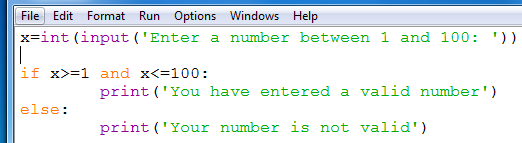 File Edit Format Run Options Windows Help
x=int(input('Enter a number between 1 and 100: '))
if x>=1 and x<=100:
        print('You have entered a valid number')
else:
        print('Your number is not valid')